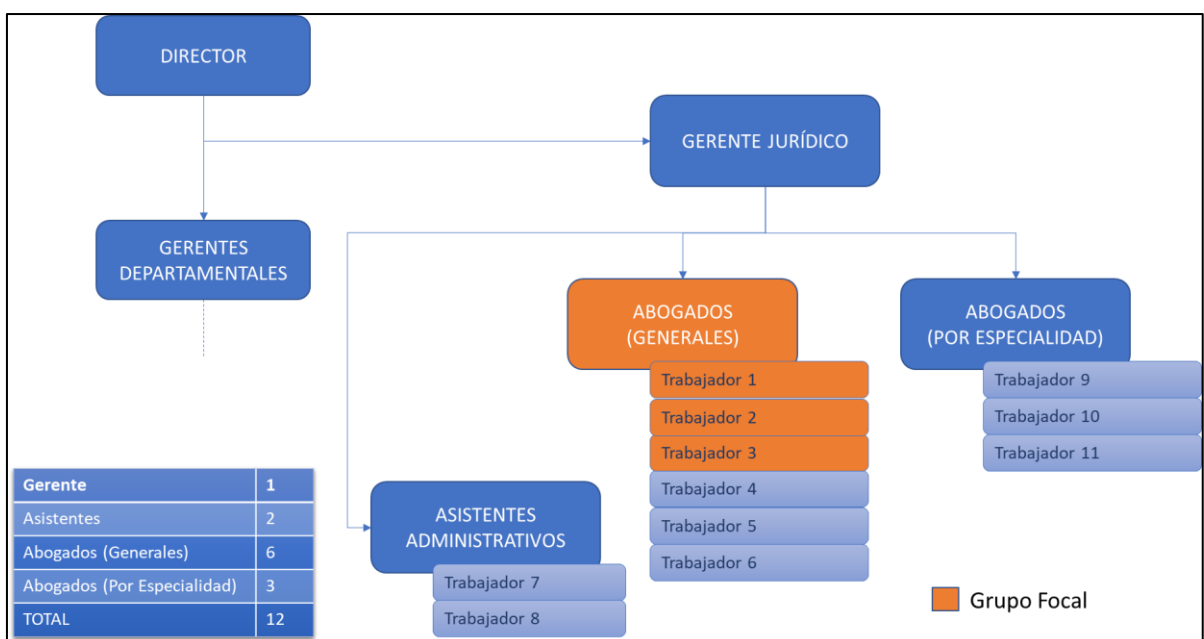 DIRECTOR
GERENTE JURÍDICO
GERENTES
DEPARTAMENTALES
ABOGADOS
(GENERALES)
Trabajador 1
Trabajador 2
Trabajador 3
Trabajador 4
Trabajador 5
Trabajador 6
ABOGADOS
(POR ESPECIALIDAD)
Trabajador 9
Trabajador 10
Trabajador 11
ASISTENTES
ADMINISTRATIVOS
Trabajador 7
Trabajador 8
Gerente 1
Asistentes 2
Abogados (Generales) 6
Abogados (Por Especialidad) 3
TOTAL 12
Grupo Focal